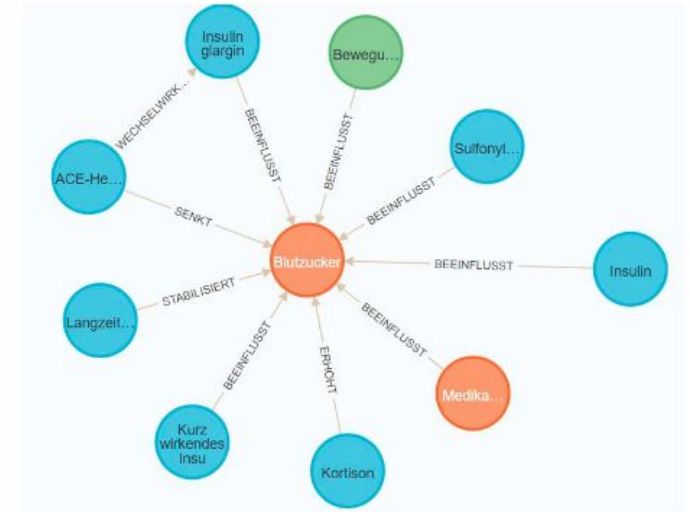 Insulin
glargin
Bewegu...
WECHSELWIRK...
BEEINFLUSST
BEEINFLUSST
Sulfonyl...
ACE-He...
BEEINFLUSST
SENKT
Blutzucker
BEEINFLUSST
Insulin
STABILISIERT
Langzeit...
BEEINFLUSST
BEEINFLUSST
ERHÖHT
Medika...
Kurz
wirkendes
Insu
Kortison